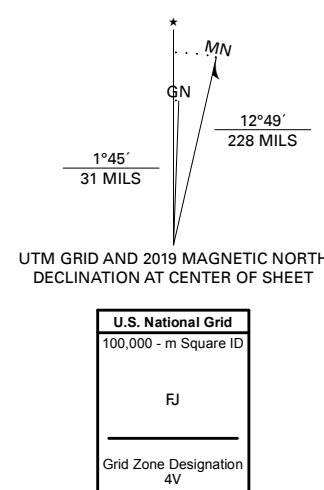 ★
MN
GN
12°49´
228 MILS
1°45´
31 MILS
UTM GRID AND 2019 MAGNETIC NORTH
DECLINATION AT CENTER OF SHEET
U.S. National Grid
100,000 - m Square ID
FJ
Grid Zone Designation
4V